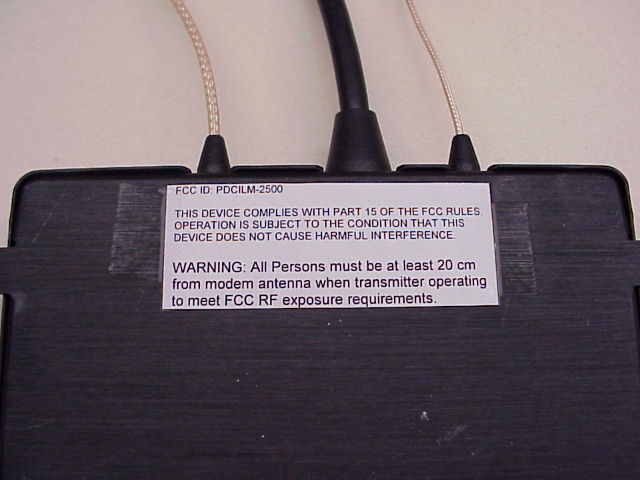 FCC ID: PDCILM-2500
THIS DEVICE COMPLIES WITH PART 15 OF THE FCC RULES.
OPERATION IS SUBJECT TO THE CONDITION THAT THIS
DEVICE DOES NOT CAUSE HARMFUL INTERFERENCE.
WARNING: All Persons must be at least 20 cm
from modem antenna when transmitter operating
to meet FCC RF exposure requirements.